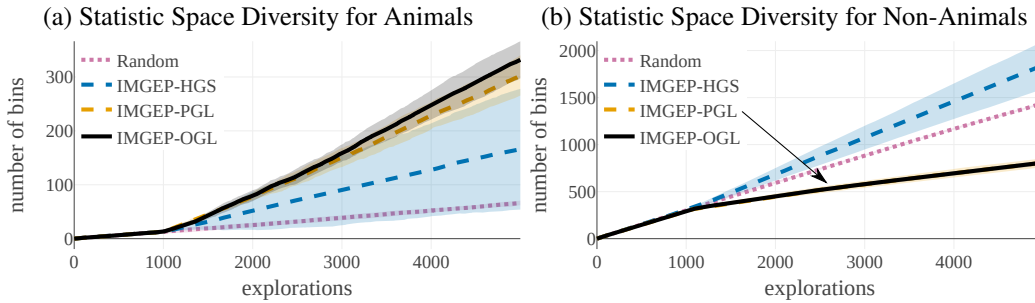 (a) Statistic Space Diversity for Animals
number of bins
300
200
100
0
Random
IMGEP-HGS
IMGEP-PGL
IMGEP-OGL
0 1000 2000 3000 4000
explorations
(b) Statistic Space Diversity for Non-Animals
number of bins
2000
1500
1000
500
0
Random
IMGEP-HGS
IMGEP-PGL
IMGEP-OGL
0 1000 2000 3000 4000
explorations